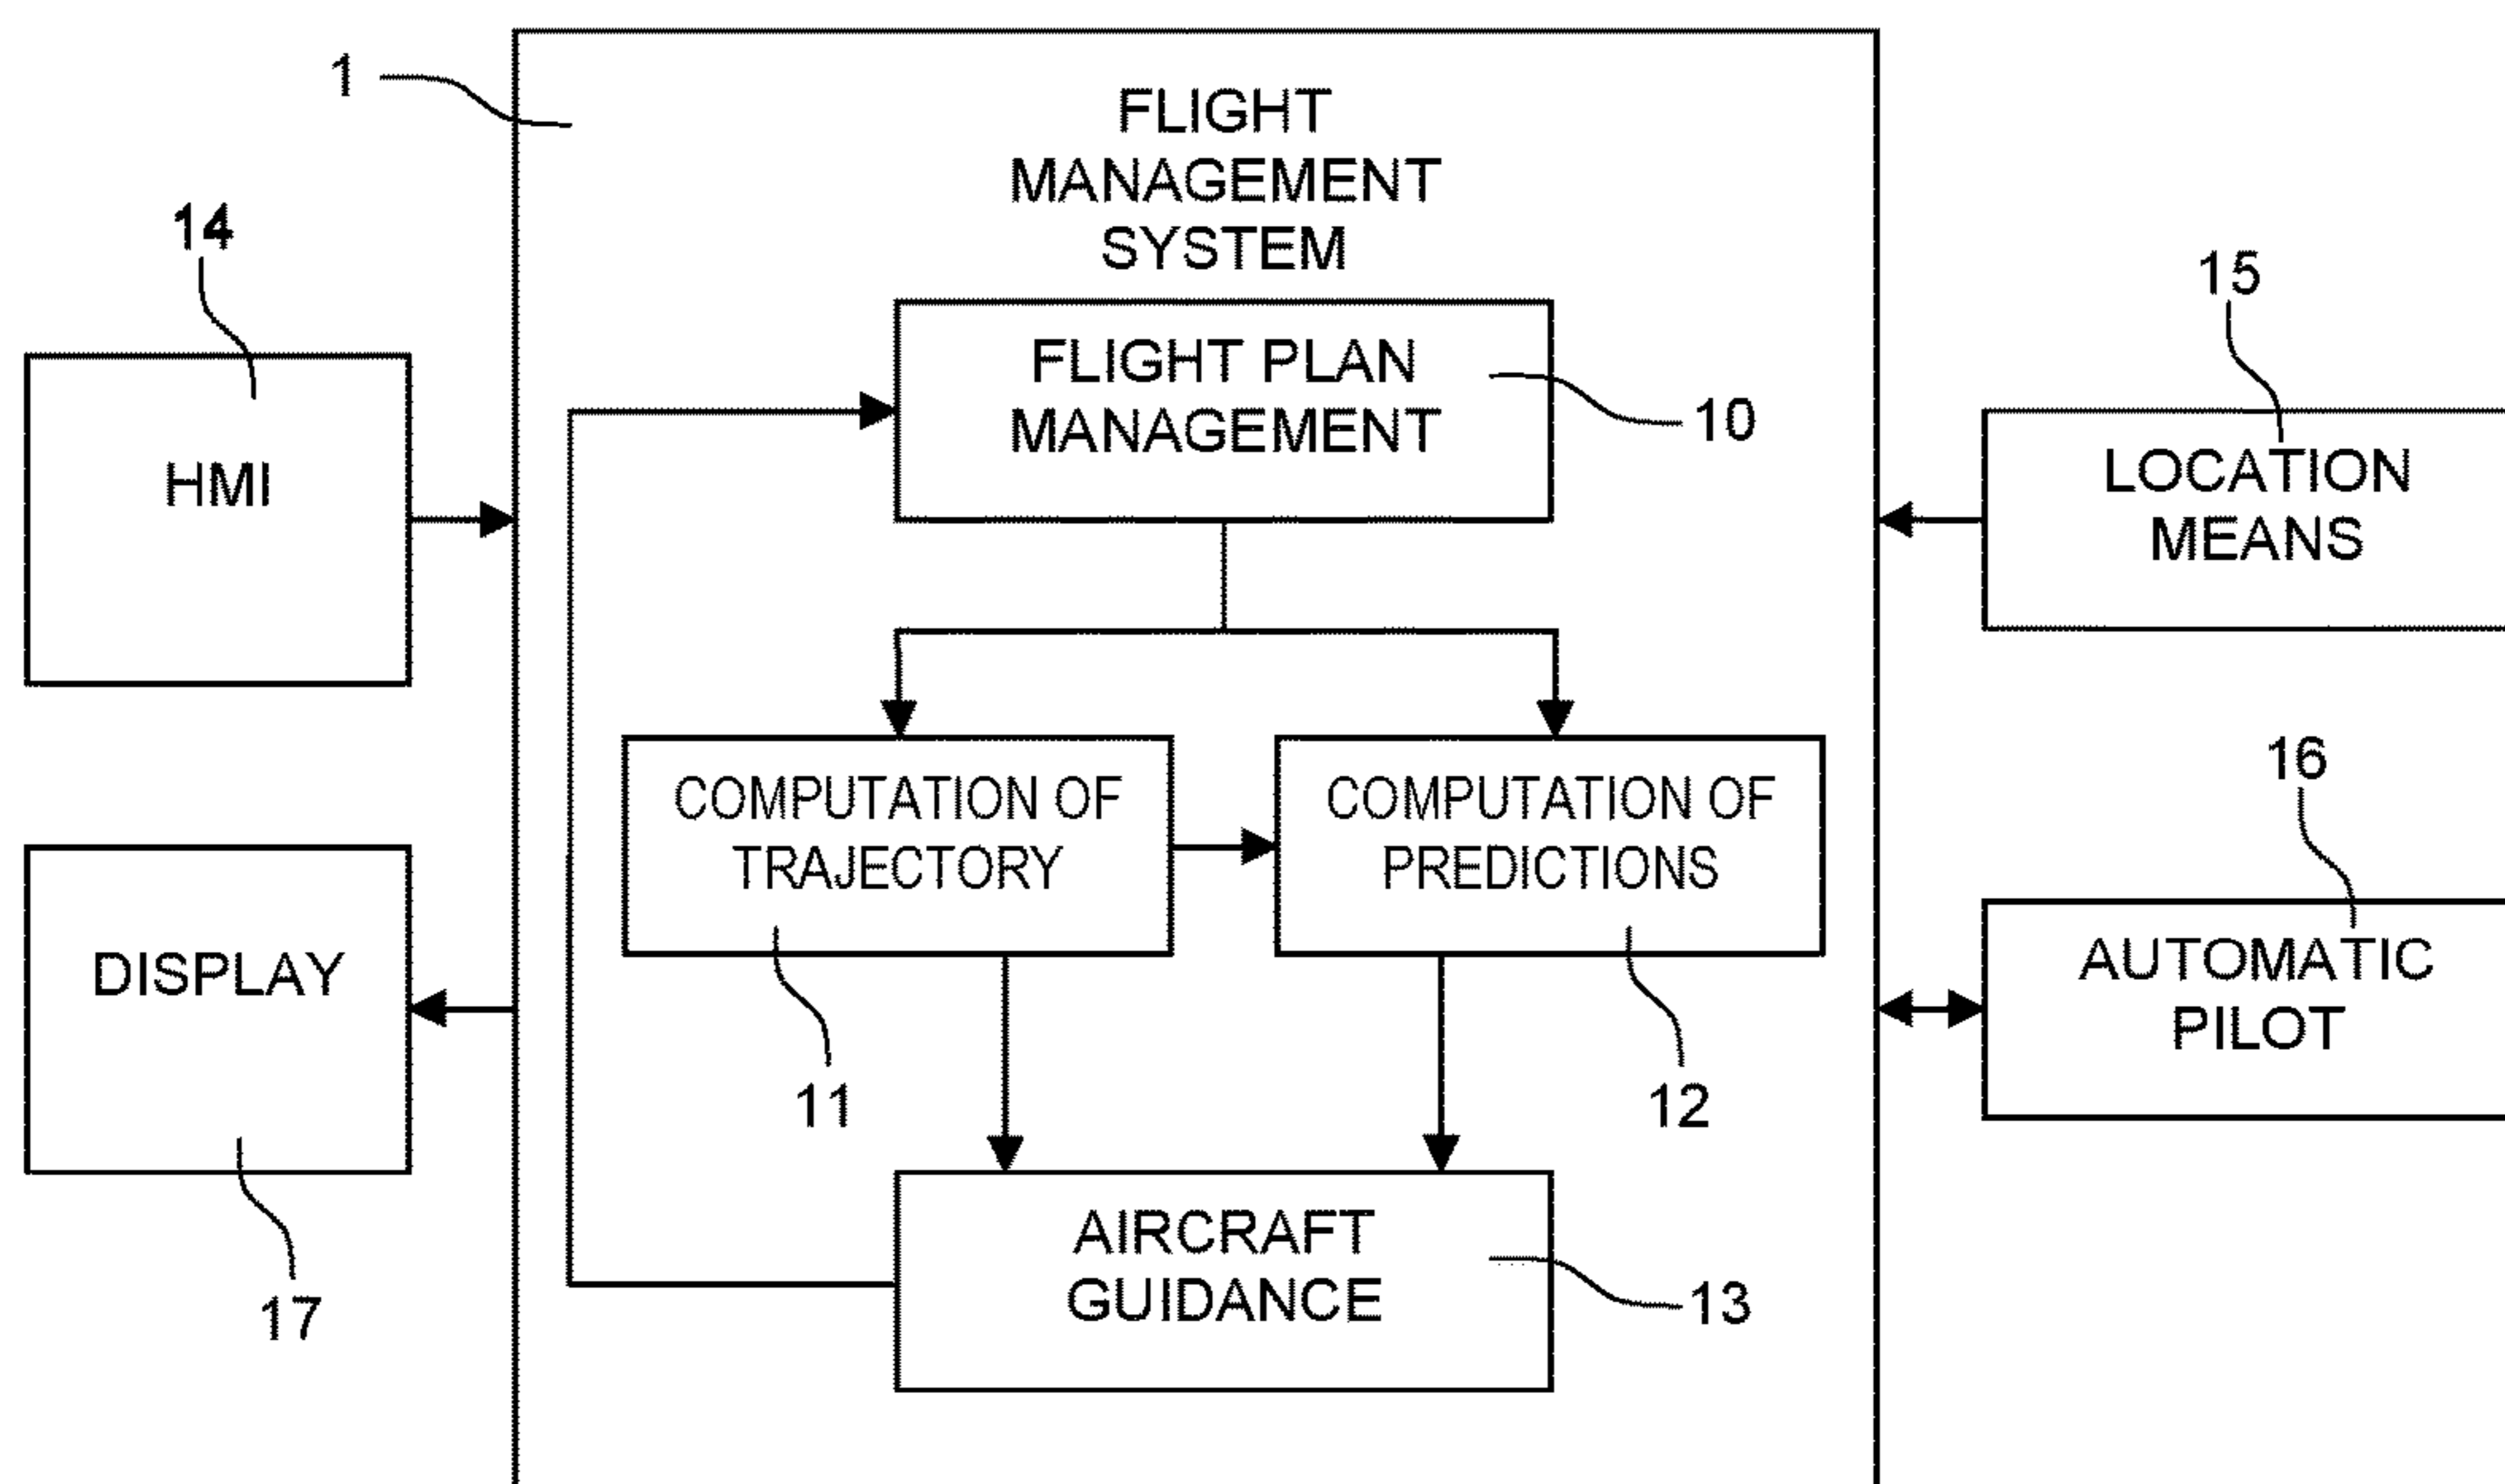 1
FLIGHT
MANAGEMENT
SYSTEM
14
HMI
FLIGHT PLAN
MANAGEMENT
10
15
LOCATION
MEANS
COMPUTATION OF
TRAJECTORY
11
COMPUTATION OF
PREDICTIONS
12
16
AUTOMATIC
PILOT
DISPLAY
17
AIRCRAFT
GUIDANCE
13